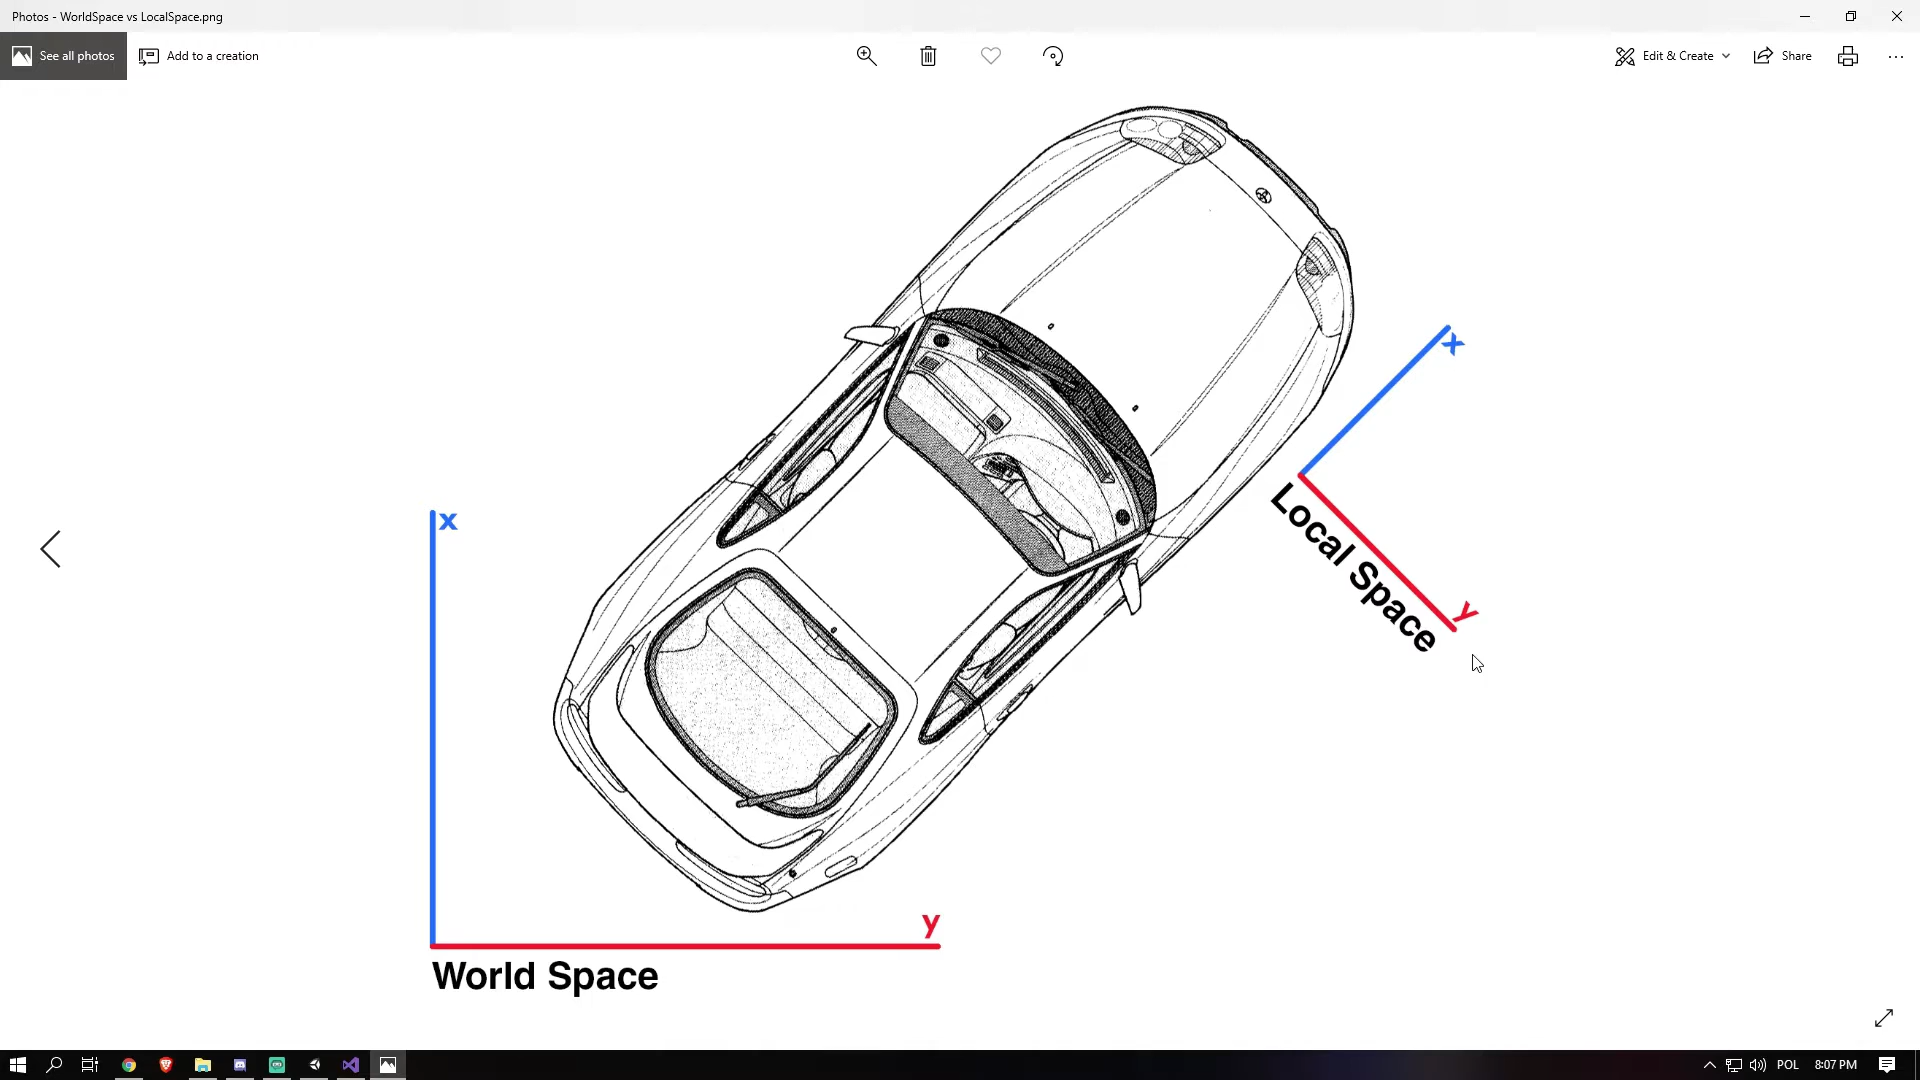 Photos - WorldSpace vs LocalSpace.png
See all photos
Add to a creation
Edit & Create
Share
x
y
Local Space
x
y
World Space
POL
8:07 PM